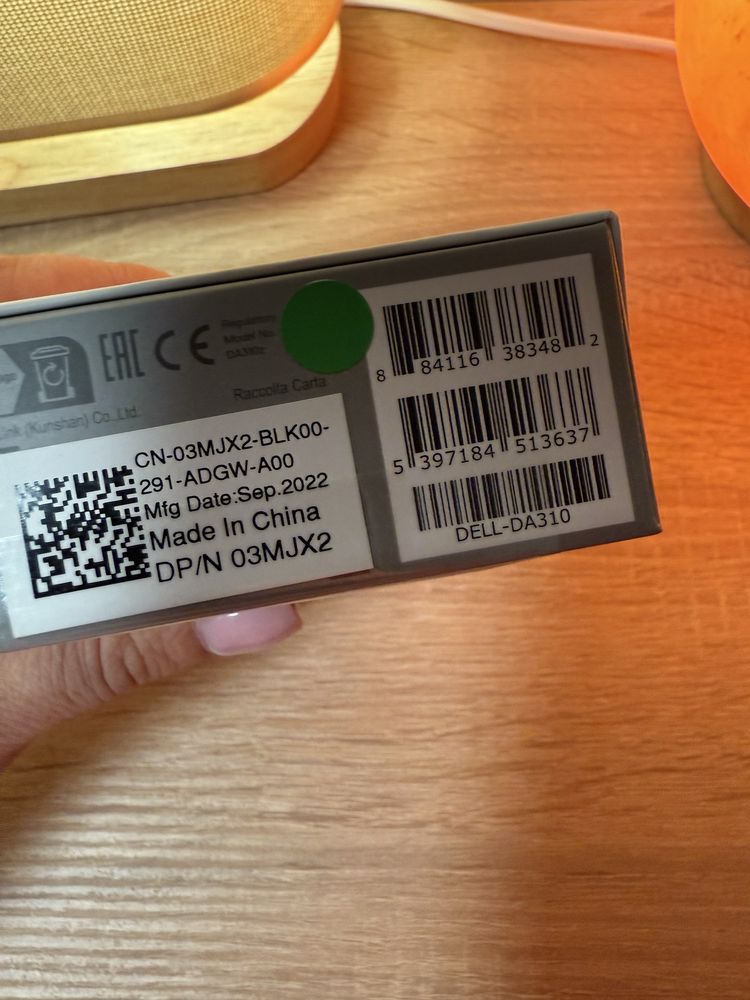 EAC CE
Regulatory
Model No.
DA310z
Raccolta Carta
Link (Kunshan) Co., Ltd.
CN-03MJX2-BLK00-
291-ADGW-A00
Mfg Date:Sep.2022
Made In China
DP/N 03MJX2
8 84116 38348 2
5 397184 513637
DELL-DA310